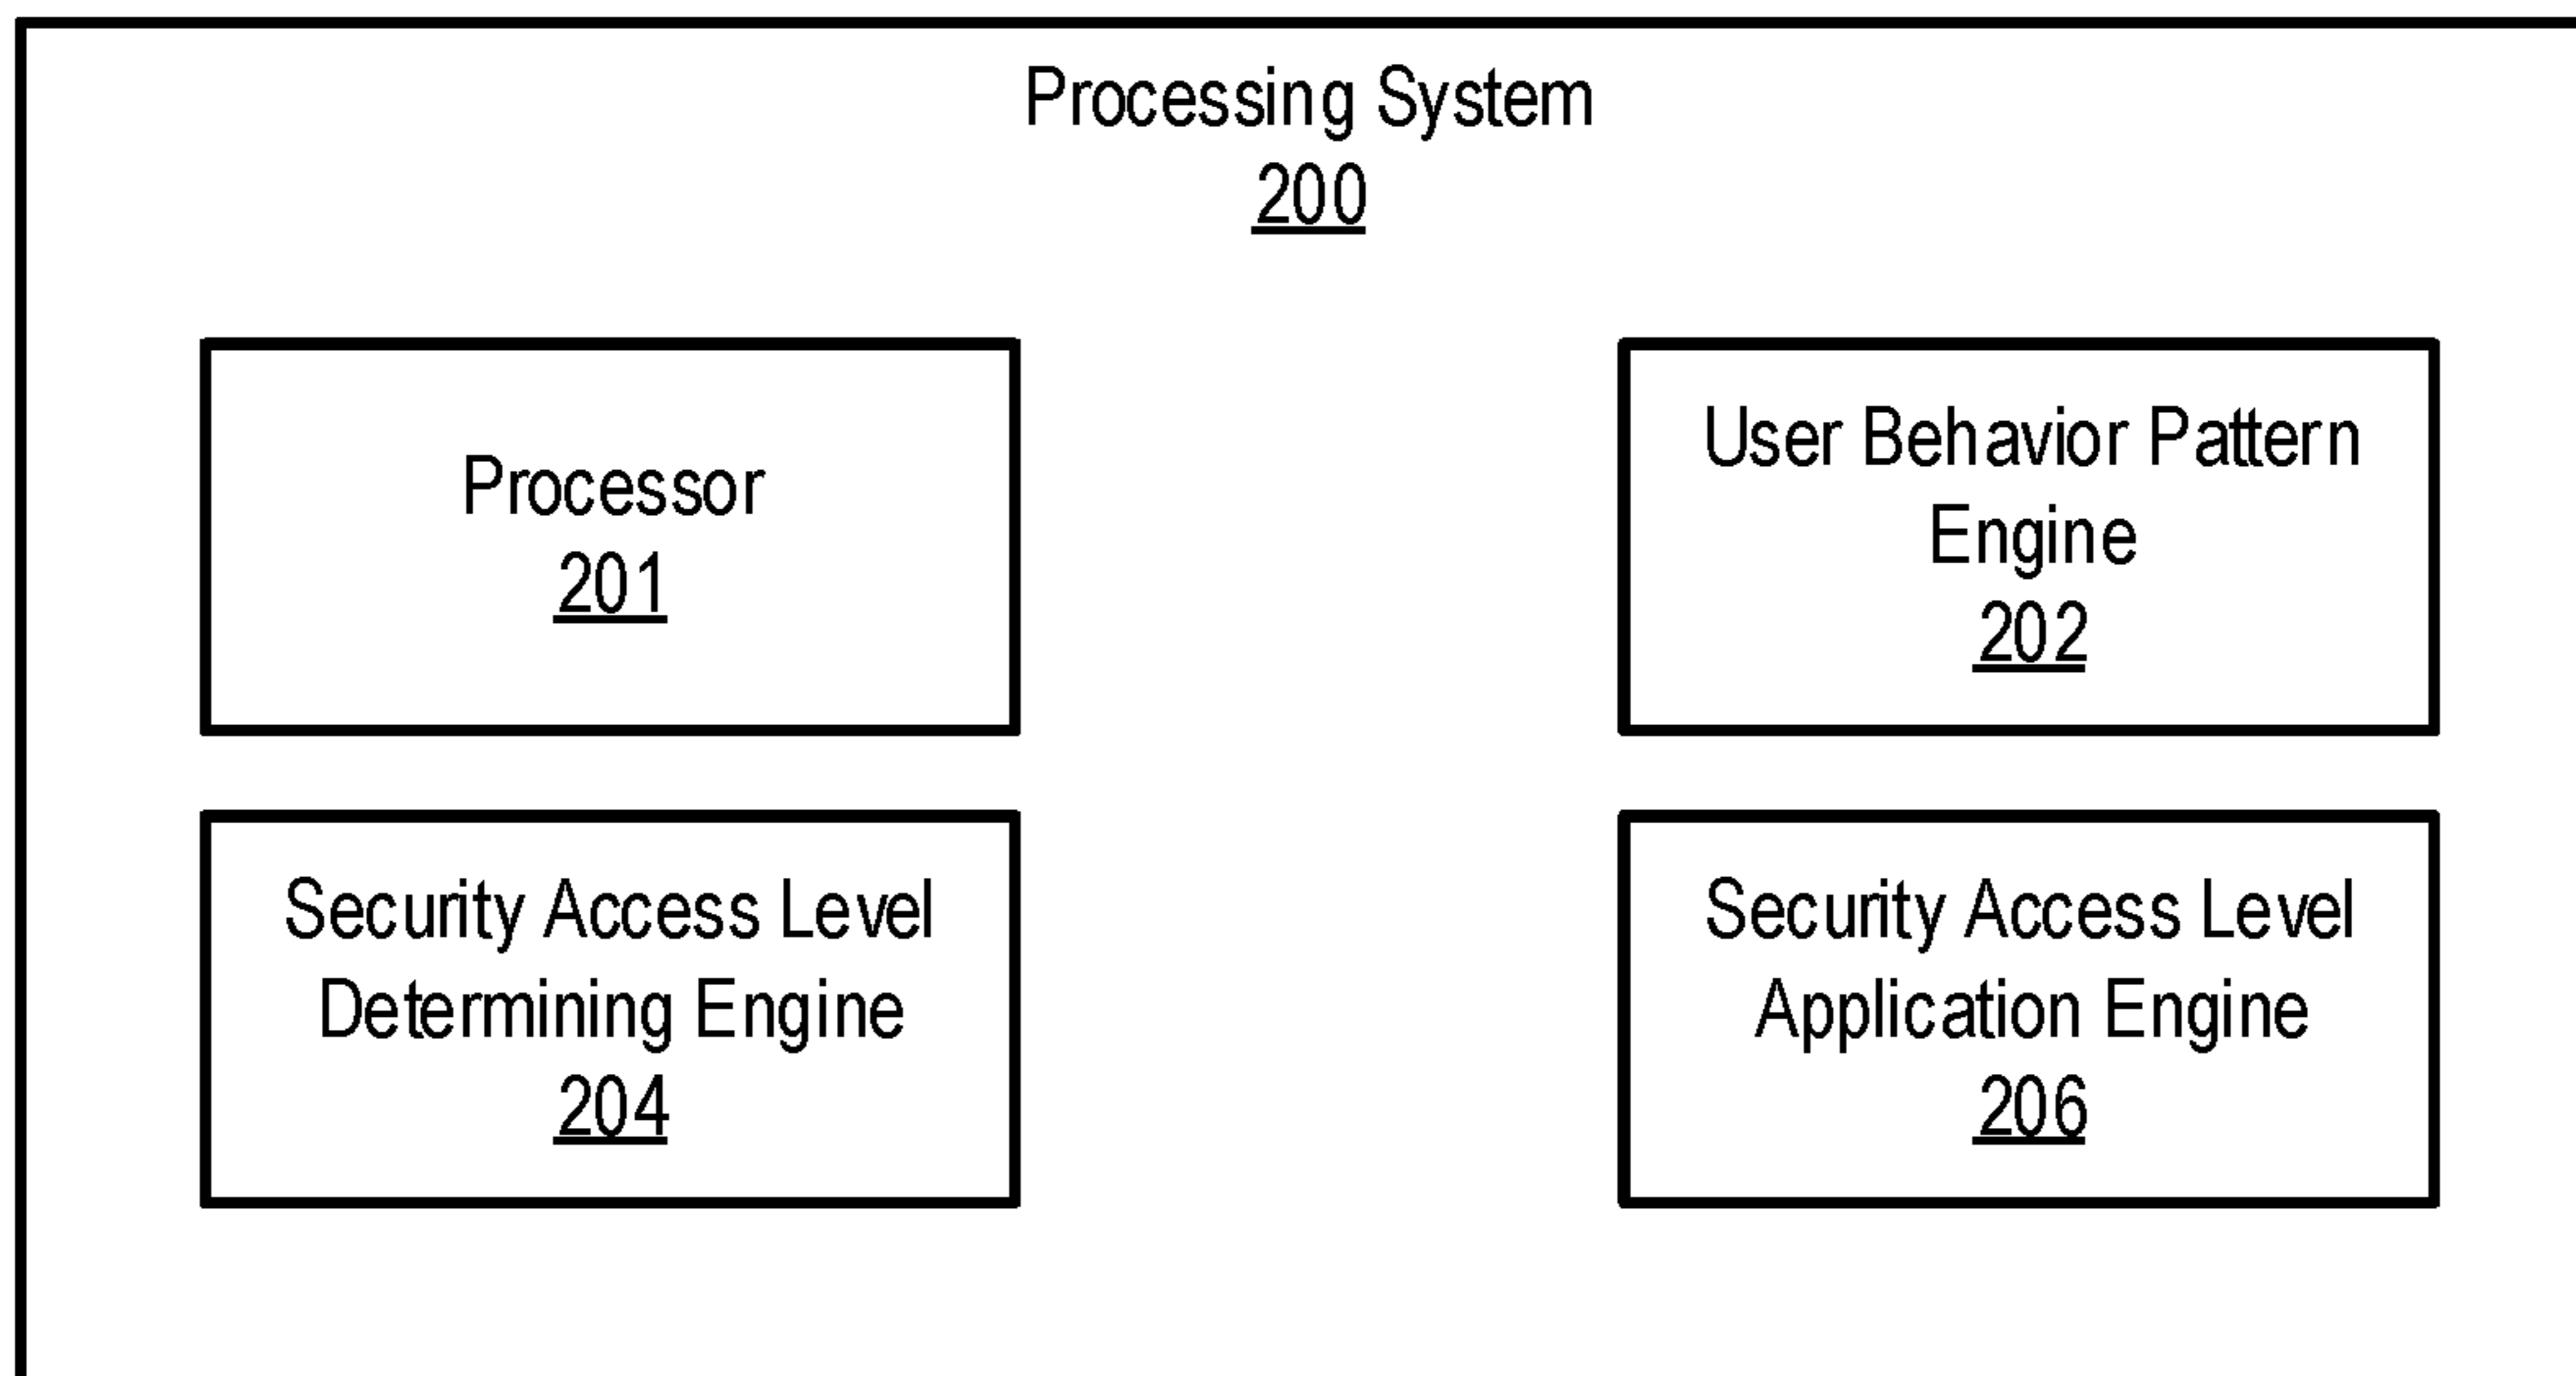 Processing System
200
Processor
201
User Behavior Pattern
Engine
202
Security Access Level
Determining Engine
204
Security Access Level
Application Engine
206